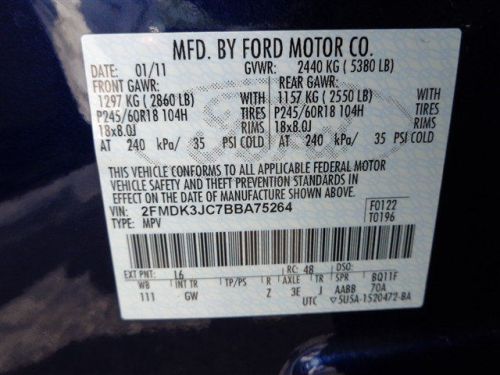 MFD. BY FORD MOTOR CO.
DATE: 01/11 GVWR: 2440 KG ( 5380 LB)
FRONT GAWR: REAR GAWR:
1297 KG ( 2860 LB) WITH 1157 KG ( 2550 LB) WITH
P245/60R18 104H TIRES P245/60R18 104H TIRES
18x8.0J RIMS 18x8.0J RIMS
AT 240 kPa/ 35 PSI COLD AT 240 kPa/ 35 PSI COLD
THIS VEHICLE CONFORMS TO ALL APPLICABLE FEDERAL MOTOR
VEHICLE SAFETY AND THEFT PREVENTION STANDARDS IN
EFFECT ON THE DATE OF MANUFACTURE SHOWN ABOVE.
VIN: 2FMDK3JC7BBA75264 F0122
TYPE: MPV T0196
EXT PNT: 16 RC: 48 DSO:
WB INT TR TP/PS R AXLE TR SPR BQ11F
111 GW Z 3E J AABB 70A
UTC ▽5U5A-1520472-BA